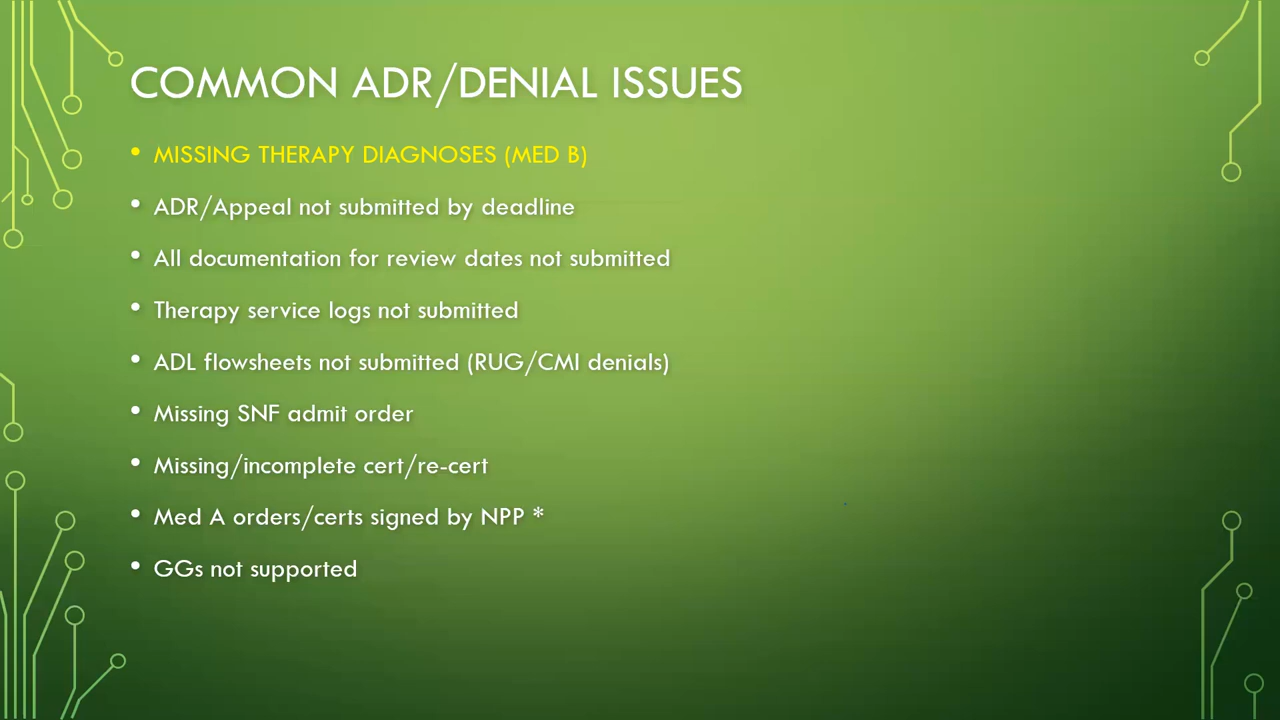 COMMON ADR/DENIAL ISSUES
• MISSING THERAPY DIAGNOSES (MED B)
• ADR/Appeal not submitted by deadline
• All documentation for review dates not submitted
• Therapy service logs not submitted
• ADL flowsheets not submitted (RUG/CMI denials)
• Missing SNF admit order
• Missing/incomplete cert/re-cert
• Med A orders/certs signed by NPP *
• GGs not supported